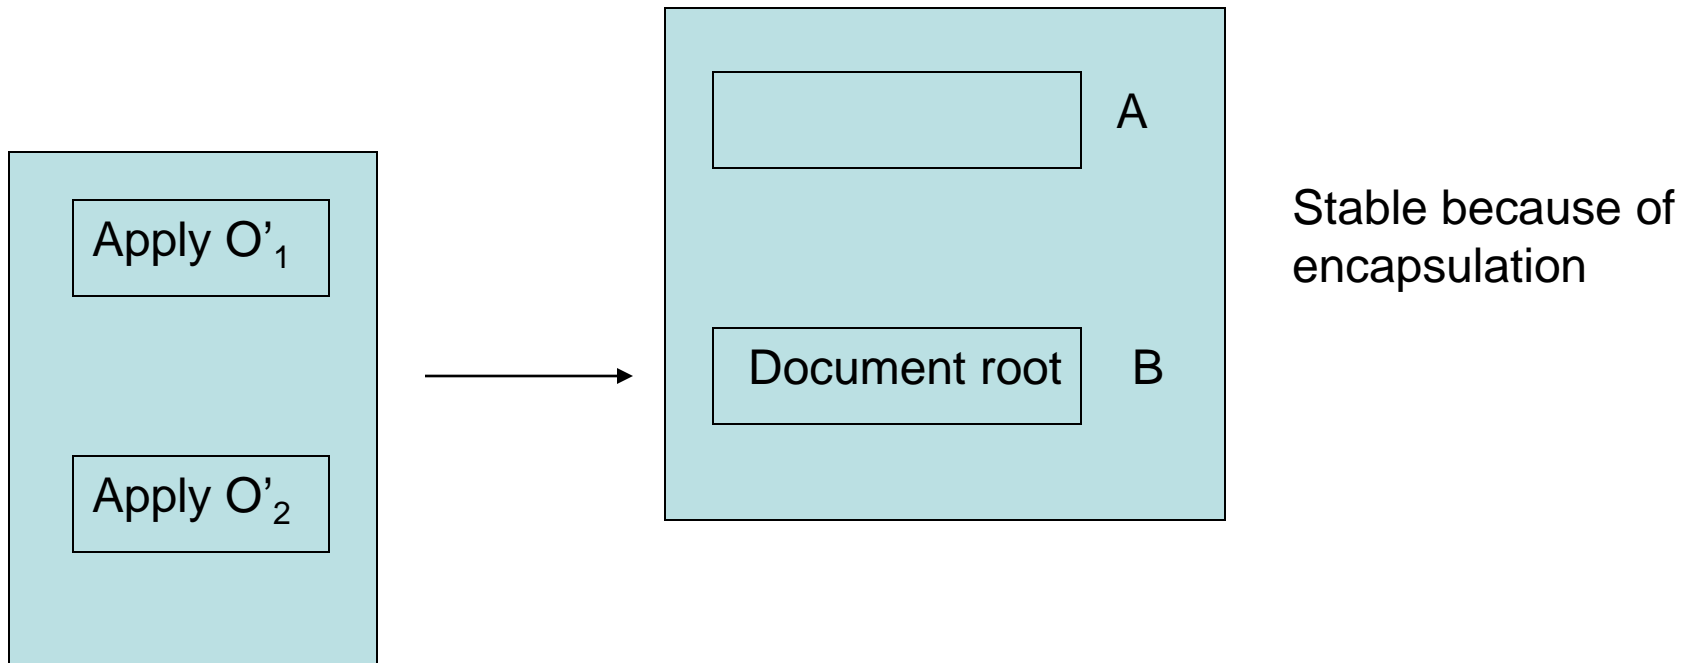 Apply O’₁
Apply O’₂
A
Document root B
Stable because of
encapsulation